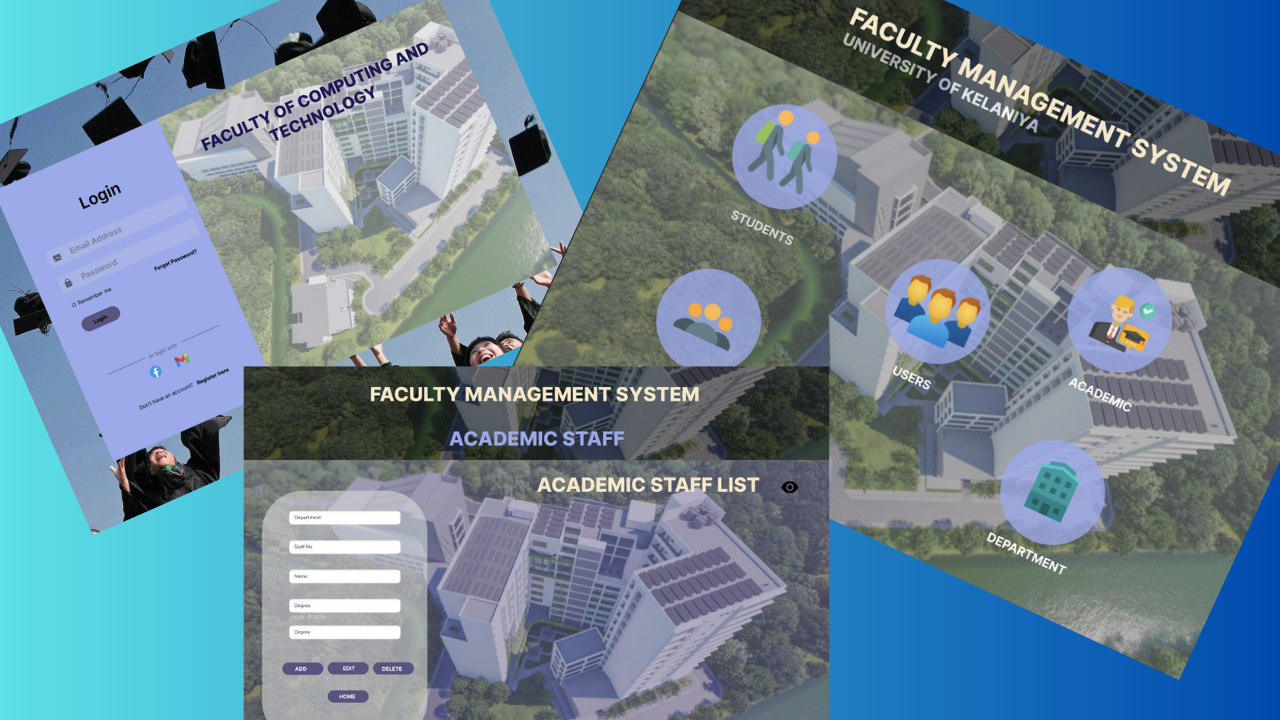 FACULTY OF COMPUTING AND
TECHNOLOGY
Login
Email Address
Password
Forgot Password?
Remember me
Login
or login with
Don't have an account? Register here
FACULTY MANAGEMENT SYSTEM
UNIVERSITY OF KELANIYA
STUDENTS
USERS
ACADEMIC
DEPARTMENT
FACULTY MANAGEMENT SYSTEM
ACADEMIC STAFF
ACADEMIC STAFF LIST
Department
Staff No
Name
Degree
Degree
ADD EDIT DELETE
HOME